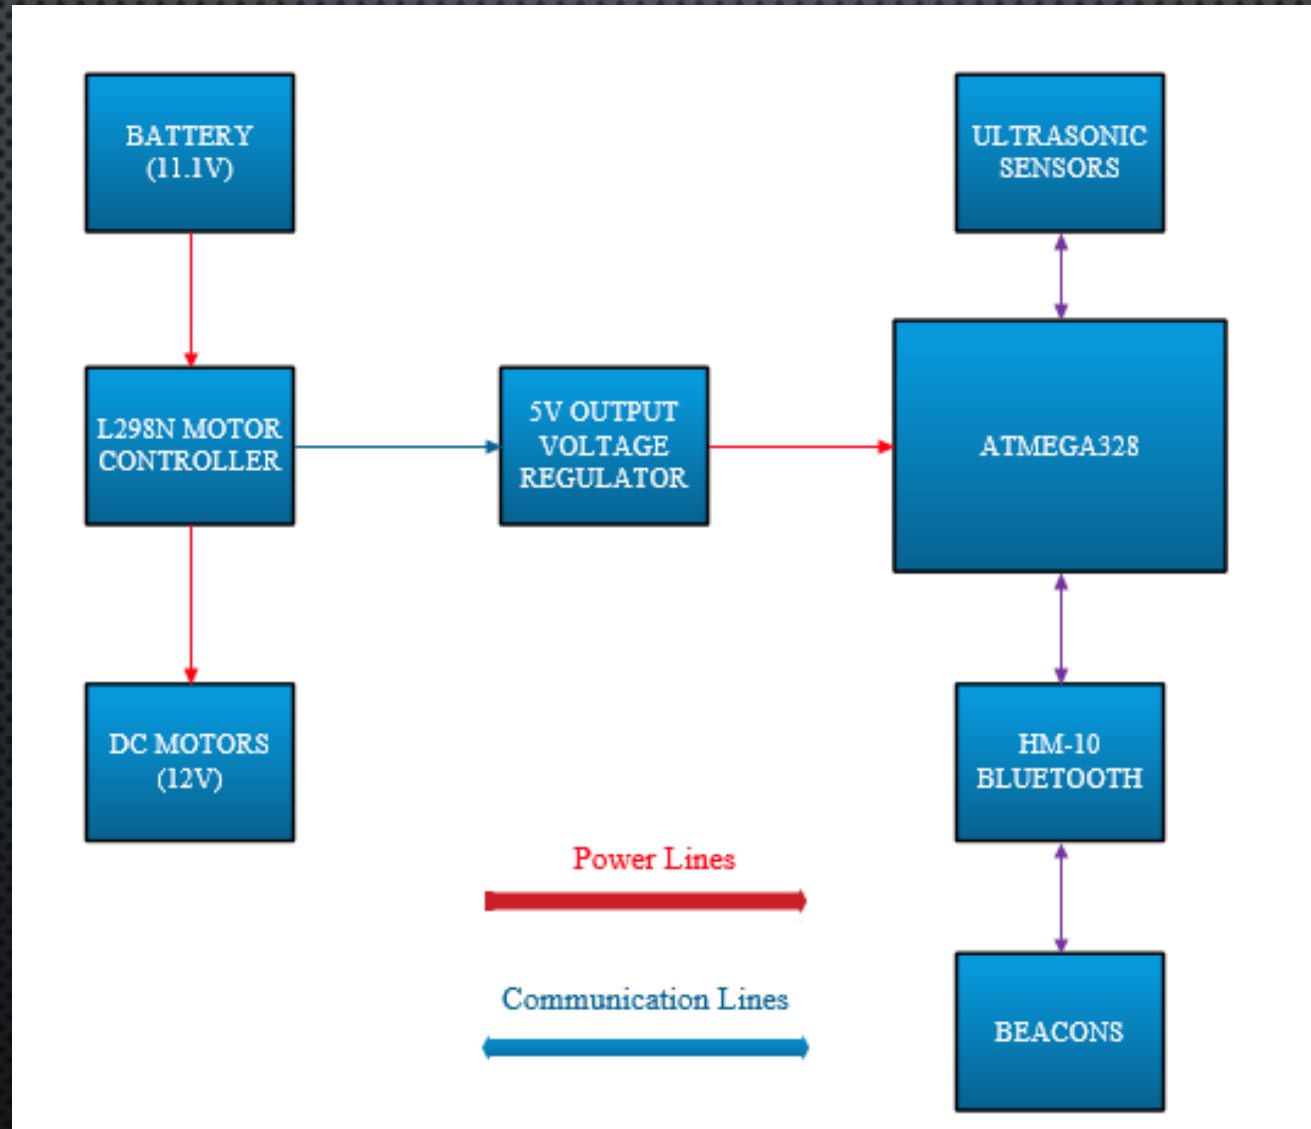 BATTERY
(11.1V)
ULTRASONIC
SENSORS
L298N MOTOR
CONTROLLER
5V OUTPUT
VOLTAGE
REGULATOR
ATMEGA328
DC MOTORS
(12V)
HM-10
BLUETOOTH
Power Lines
Communication Lines
BEACONS